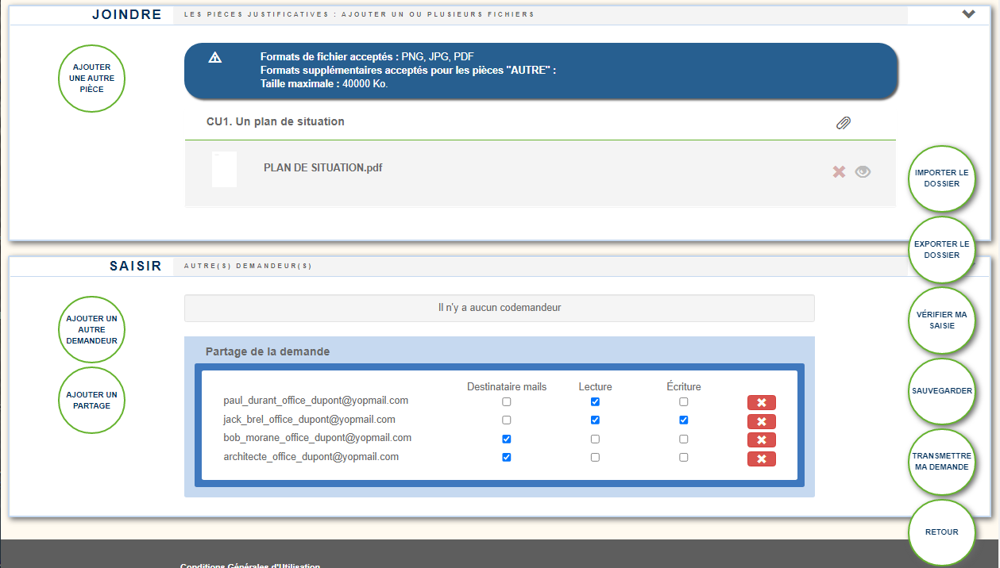 JOINDRE LES PIÈCES JUSTIFICATIVES : AJOUTER UN OU PLUSIEURS FICHIERS
AJOUTER
UNE AUTRE
PIÈCE
Formats de fichier acceptés : PNG, JPG, PDF
Formats supplémentaires acceptés pour les pièces "AUTRE" :
Taille maximale : 40000 Ko.
CU1. Un plan de situation
PLAN DE SITUATION.pdf
IMPORTER LE
DOSSIER
EXPORTER LE
DOSSIER
SAISIR AUTRE(S) DEMANDEUR(S)
AJOUTER UN
AUTRE
DEMANDEUR
AJOUTER UN
PARTAGE
Il n'y a aucun codemandeur
Partage de la demande
Destinataire mails Lecture Écriture
paul_durant_office_dupont@yopmail.com
jack_brel_office_dupont@yopmail.com
bob_morane_office_dupont@yopmail.com
architecte_office_dupont@yopmail.com
VÉRIFIER MA
SAISIE
SAUVEGARDER
TRANSMETTRE
MA DEMANDE
RETOUR
Conditions Générales d'Utilisation